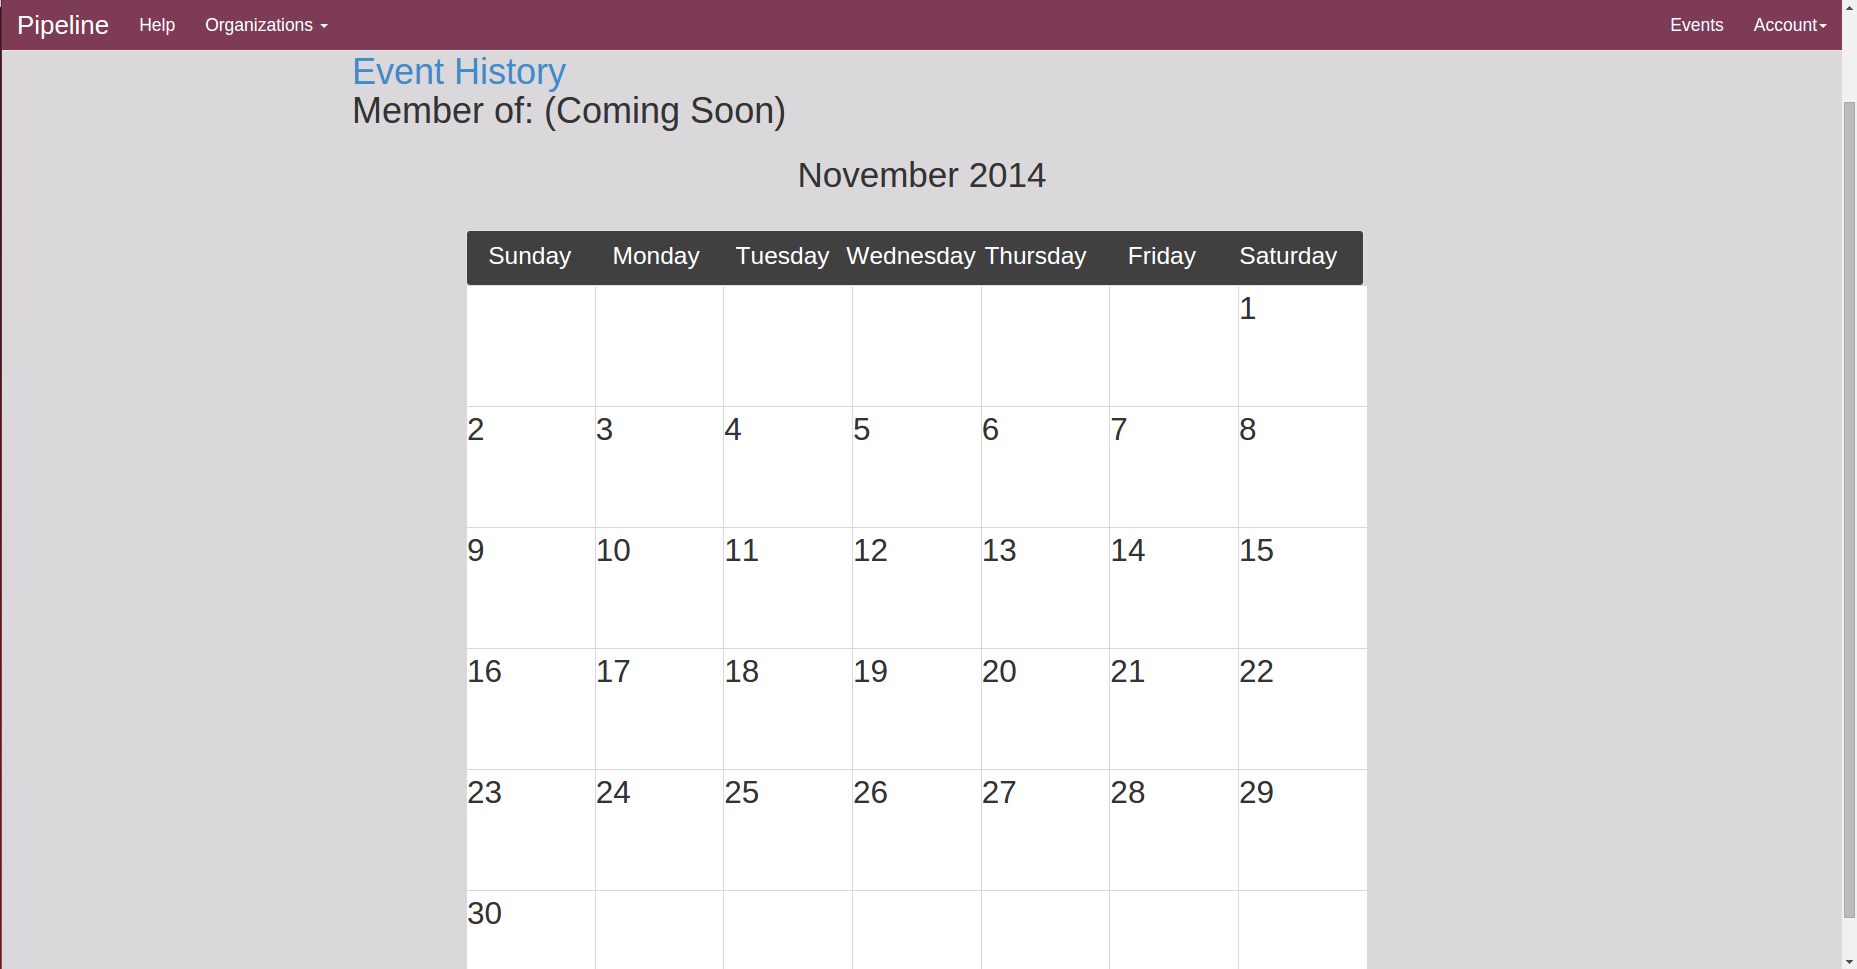 Pipeline Help Organizations Events Account
Event History
Member of: (Coming Soon)
November 2014
Sunday Monday Tuesday Wednesday Thursday Friday Saturday
1
2 3 4 5 6 7 8
9 10 11 12 13 14 15
16 17 18 19 20 21 22
23 24 25 26 27 28 29
30